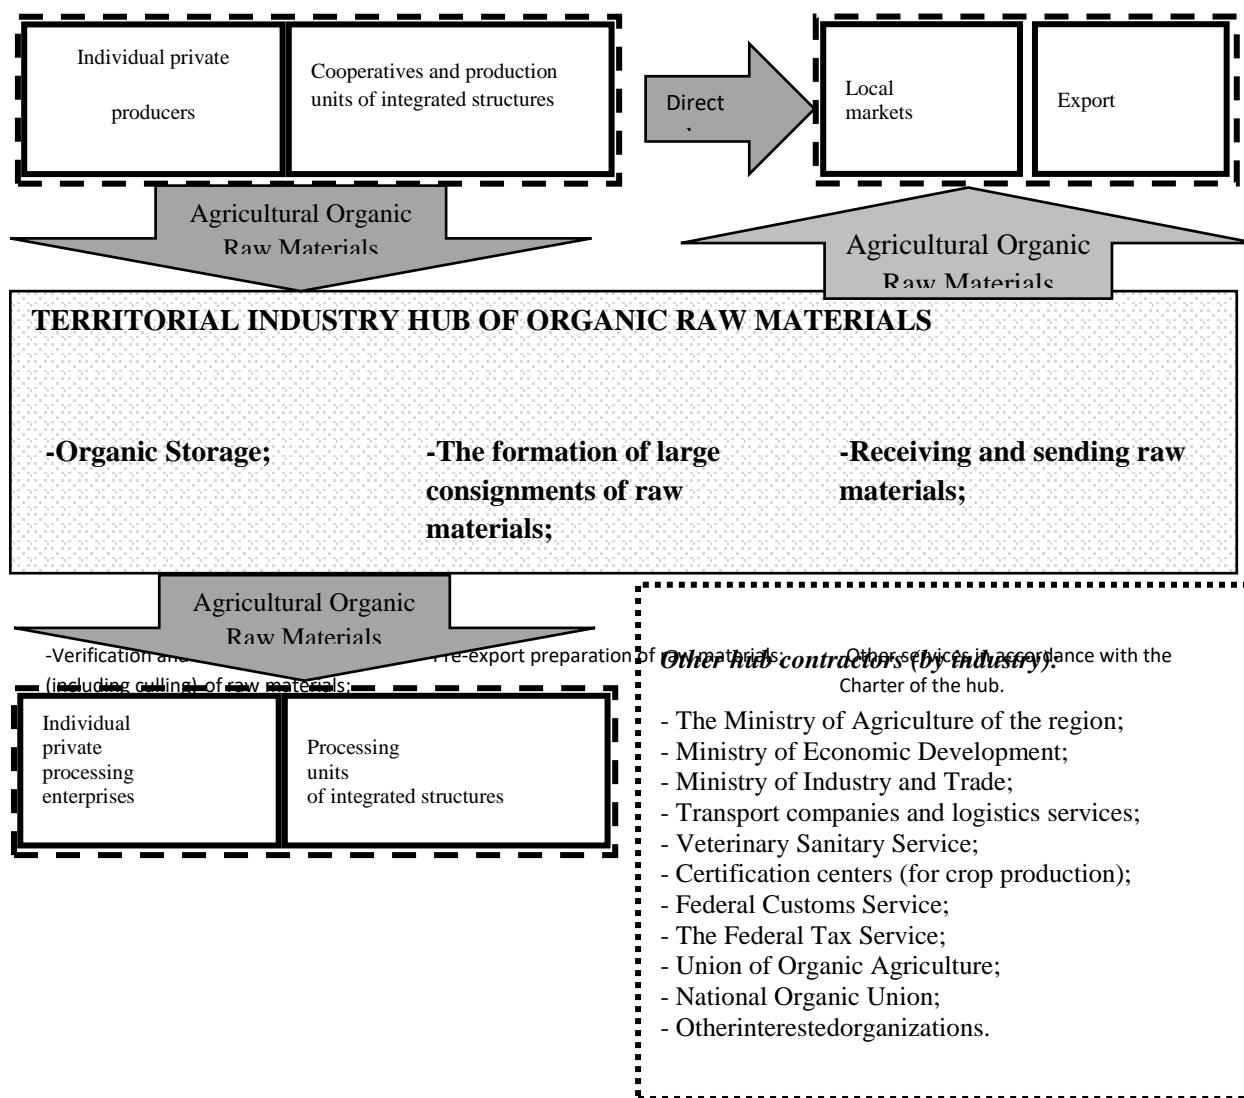 Individual private
producers
Cooperatives and production
units of integrated structures
Direct
Local
markets
Export
Agricultural Organic
Raw Materials
Agricultural Organic
Raw Materials
TERRITORIAL INDUSTRY HUB OF ORGANIC RAW MATERIALS
-Organic Storage;
-The formation of large
consignments of raw
materials;
-Receiving and sending raw
materials;
Agricultural Organic
Raw Materials
-Verification and
re-export preparation of raw materials;
Other services in accordance with the
(including culling) of raw materials;
Charter of the hub.
Other hub contractors (by industry):
Individual
private
processing
enterprises
Processing
units
of integrated structures
- The Ministry of Agriculture of the region;
- Ministry of Economic Development;
- Ministry of Industry and Trade;
- Transport companies and logistics services;
- Veterinary Sanitary Service;
- Certification centers (for crop production);
- Federal Customs Service;
- The Federal Tax Service;
- Union of Organic Agriculture;
- National Organic Union;
- Otherinterestedorganizations.